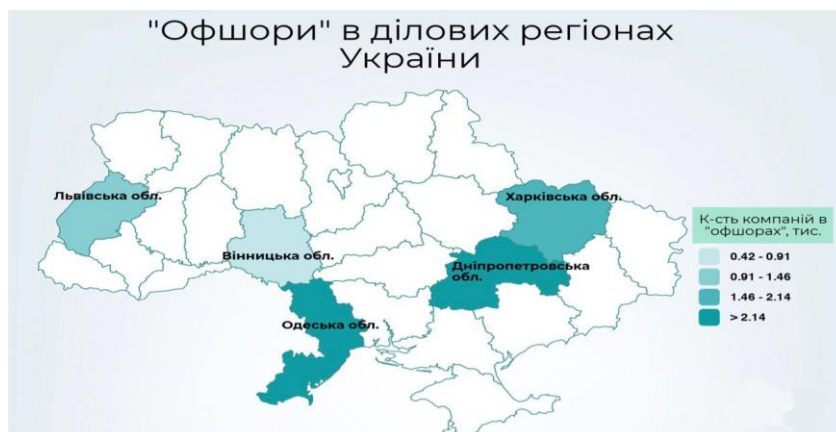 "Офшори" в ділових регіонах
України
Львівська обл.
Харківська обл.
Вінницька обл.
Дніпропетровська
обл.
Одеська обл.
К-сть компаній в
"офшорах", тис.
0.42 - 0.91
0.91 - 1.46
1.46 - 2.14
> 2.14